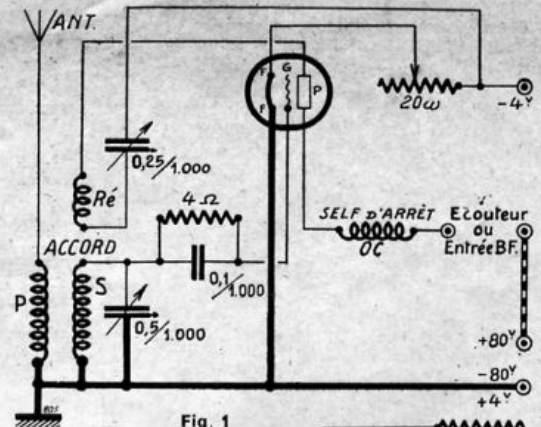 ANT.
F G
F P
20ω
-4ᵛ
0,25/1.000
Ré
4 Ω
SELF D'ARRÊT
OC
Ecouteur
ou
Entrée BF.
ACCORD
P S
0,1/1.000
0,5/1.000
+80ᵛ
-80ᵛ
+4ᵛ
Fig. 1